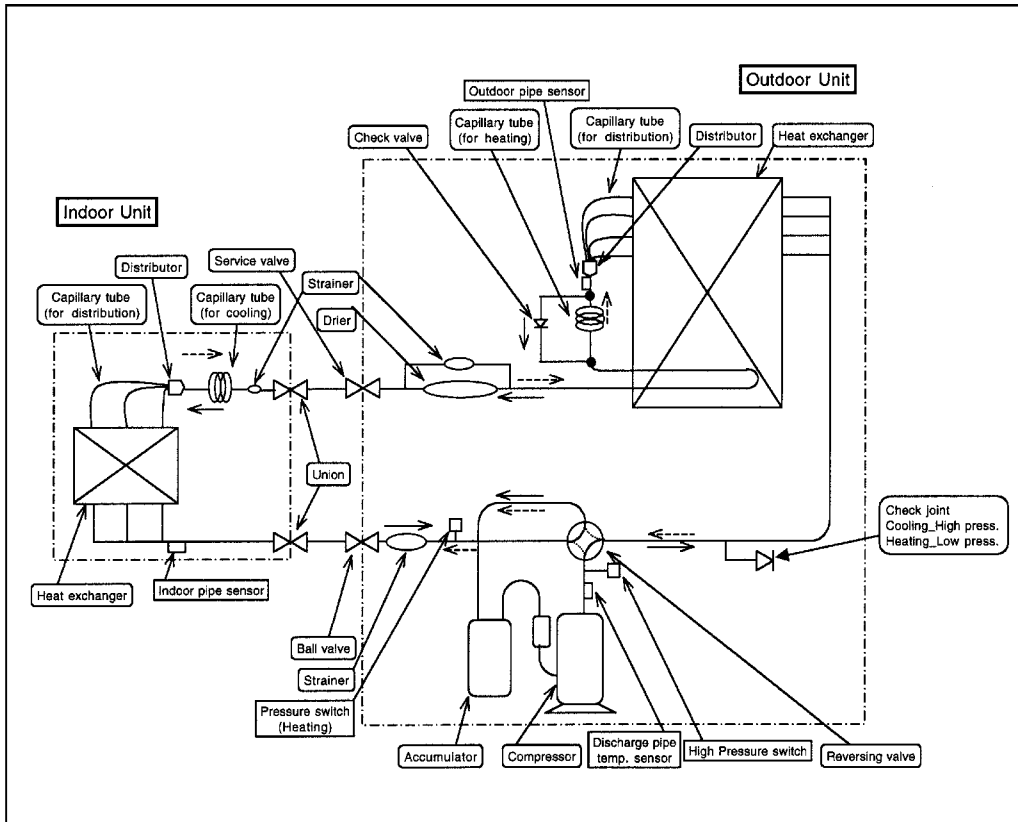 Outdoor Unit
Outdoor pipe sensor
Capillary tube
(for heating)
Capillary tube
(for distribution)
Check valve
Distributor
Heat exchanger
Indoor Unit
Distributor
Service valve
Capillary tube
(for distribution)
Capillary tube
(for cooling)
Strainer
Drier
Union
Check joint
Cooling_High press.
Heating_Low press.
Heat exchanger
Indoor pipe sensor
Ball valve
Strainer
Pressure switch
(Heating)
Accumulator
Compressor
Discharge pipe
temp. sensor
High Pressure switch
Reversing valve